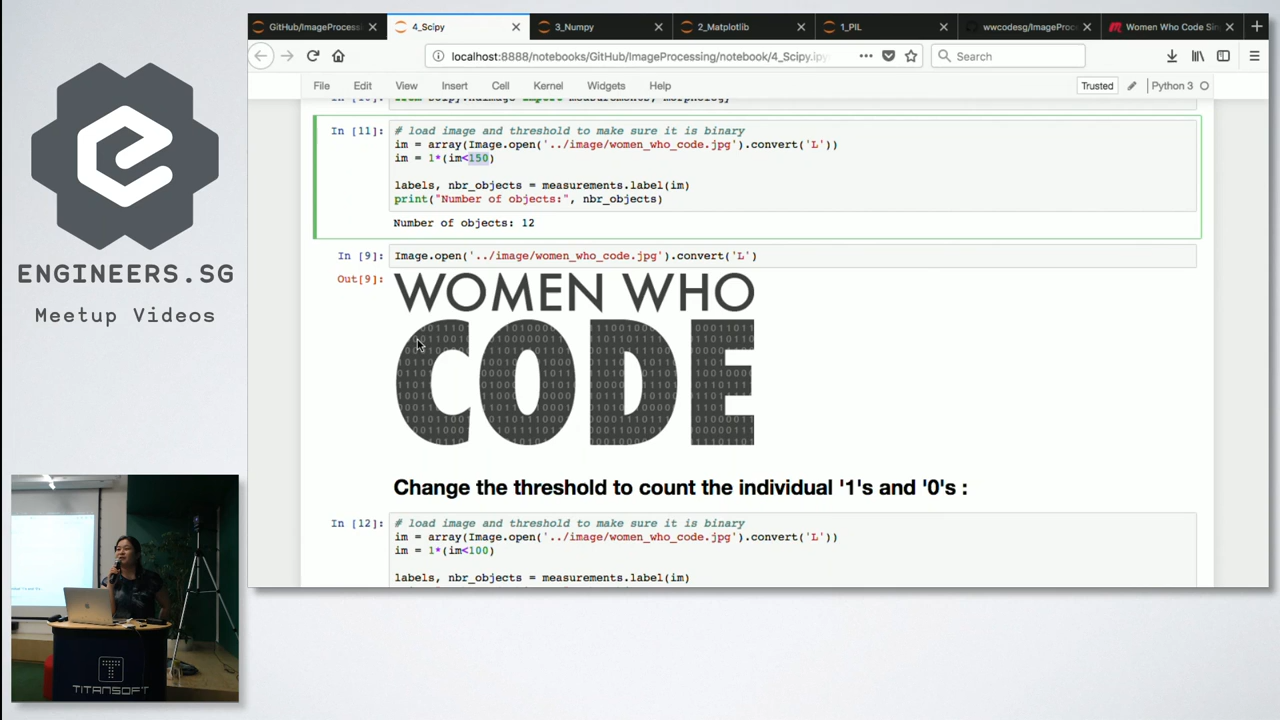 GitHub/ImageProcess
4_Scipy
3_Numpy
2_Matplotlib
1_PIL
wwcodesg/ImageProc
Women Who Code Sin
localhost:8888/notebooks/GitHub/ImageProcessing/notebook/4_Scipy.ipy
Search
File Edit View Insert Cell Kernel Widgets Help
Trusted
Python 3
In [11]:
# load image and threshold to make sure it is binary
im = array(Image.open('../image/women_who_code.jpg').convert('L'))
im = 1*(im<150)
labels, nbr_objects = measurements.label(im)
print("Number of objects:", nbr_objects)
Number of objects: 12
In [9]:
Image.open('../image/women_who_code.jpg').convert('L')
Out[9]:
WOMEN WHO
CODE
Change the threshold to count the individual '1's and '0's :
In [12]:
# load image and threshold to make sure it is binary
im = array(Image.open('../image/women_who_code.jpg').convert('L'))
im = 1*(im<100)
labels, nbr_objects = measurements.label(im)
ENGINEERS.SG
Meetup Videos
TITANSOFT